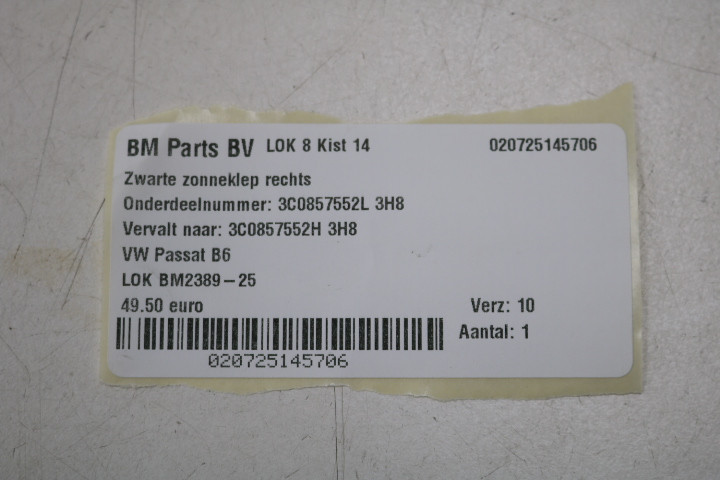 BM Parts BV LOK 8 Kist 14 020725145706
Zwarte zonneklep rechts
Onderdeelnummer: 3C0857552L 3H8
Vervalt naar: 3C0857552H 3H8
VW Passat B6
LOK BM2389-25
49.50 euro Verz: 10
Aantal: 1
020725145706